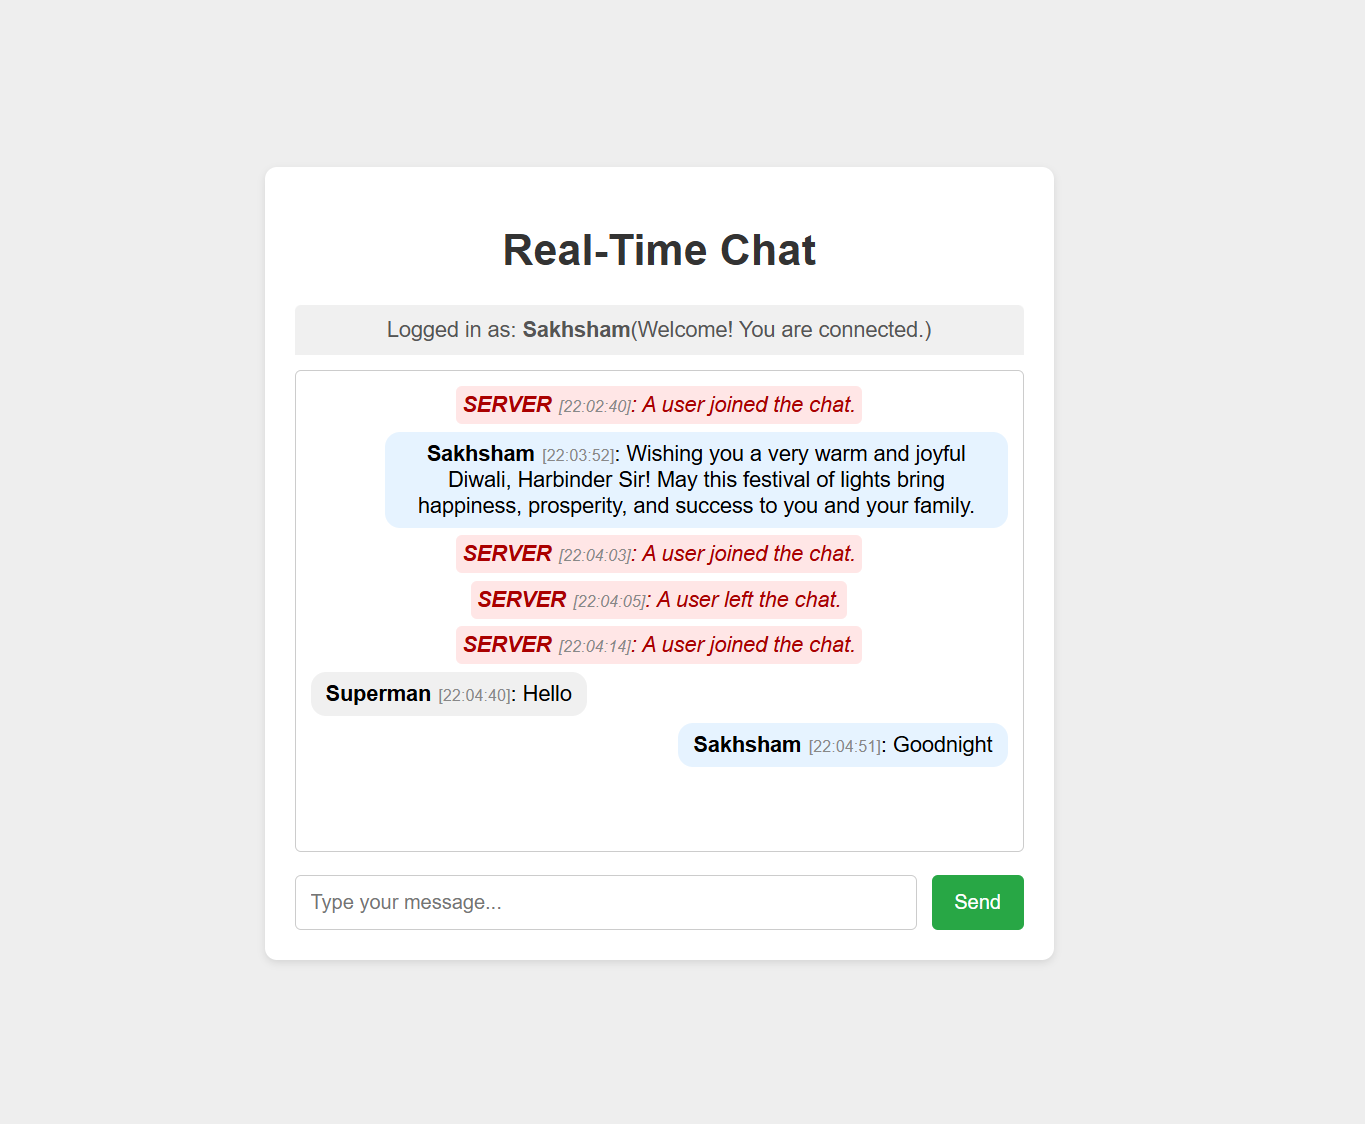 Real-Time Chat
Logged in as: Sakhsham(Welcome! You are connected.)
SERVER [22:02:40]: A user joined the chat.
Sakhsham [22:03:52]: Wishing you a very warm and joyful
Diwali, Harbinder Sir! May this festival of lights bring
happiness, prosperity, and success to you and your family.
SERVER [22:04:03]: A user joined the chat.
SERVER [22:04:05]: A user left the chat.
SERVER [22:04:14]: A user joined the chat.
Superman [22:04:40]: Hello
Sakhsham [22:04:51]: Goodnight
Type your message...
Send